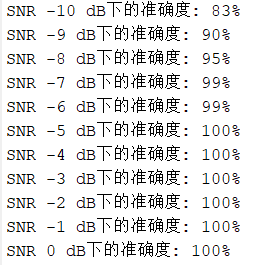 SNR -10 dB下的准确度: 83%
SNR -9 dB下的准确度: 90%
SNR -8 dB下的准确度: 95%
SNR -7 dB下的准确度: 99%
SNR -6 dB下的准确度: 99%
SNR -5 dB下的准确度: 100%
SNR -4 dB下的准确度: 100%
SNR -3 dB下的准确度: 100%
SNR -2 dB下的准确度: 100%
SNR -1 dB下的准确度: 100%
SNR 0 dB下的准确度: 100%